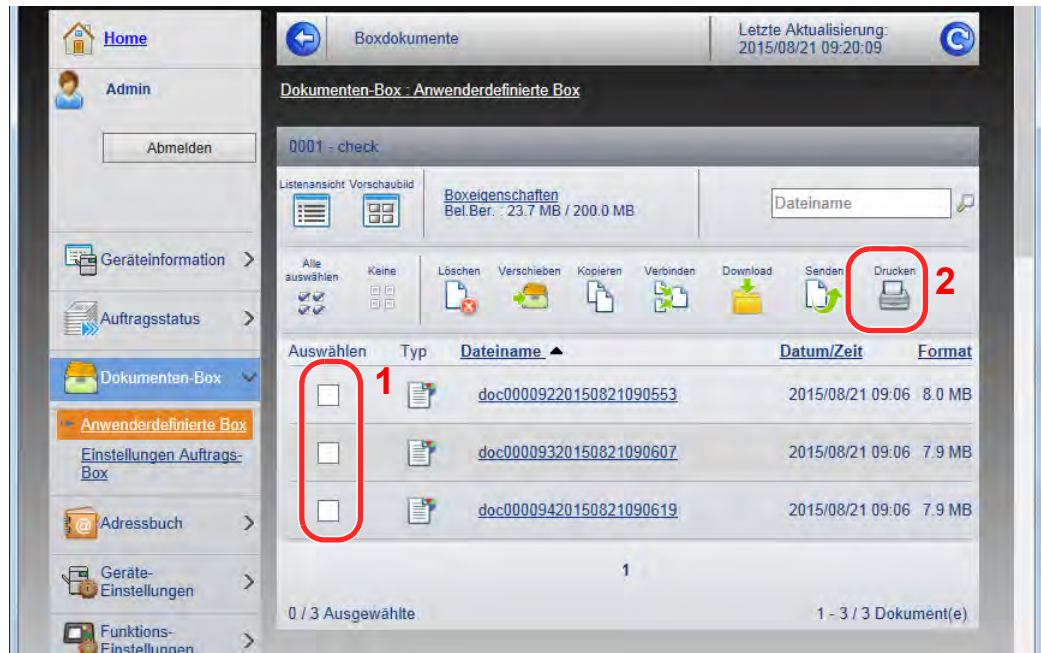 Home
Admin
Abmelden
Geräteinformation
Auftragsstatus
Dokumenten-Box
Anwenderdefinierte Box
Einstellungen Auftrags-
Box
Adressbuch
Geräte-
Einstellungen
Funktions-
Einstellungen
Boxdokumente
Letzte Aktualisierung:
2015/08/21 09:20:09
Dokumenten-Box : Anwenderdefinierte Box
0001 - check
Listenansicht Vorschaubild
Boxeigenschaften
Bel.Ber. : 23.7 MB / 200.0 MB
Dateiname
Alle
auswählen
Keine
Löschen Verschieben Kopieren Verbinden Download Senden Drucken
2
Auswählen Typ Dateiname Datum/Zeit Format
1
doc00009220150821090553 2015/08/21 09:06 8.0 MB
doc00009320150821090607 2015/08/21 09:06 7.9 MB
doc00009420150821090619 2015/08/21 09:06 7.9 MB
1
0 / 3 Ausgewählte 1 - 3 / 3 Dokument(e)